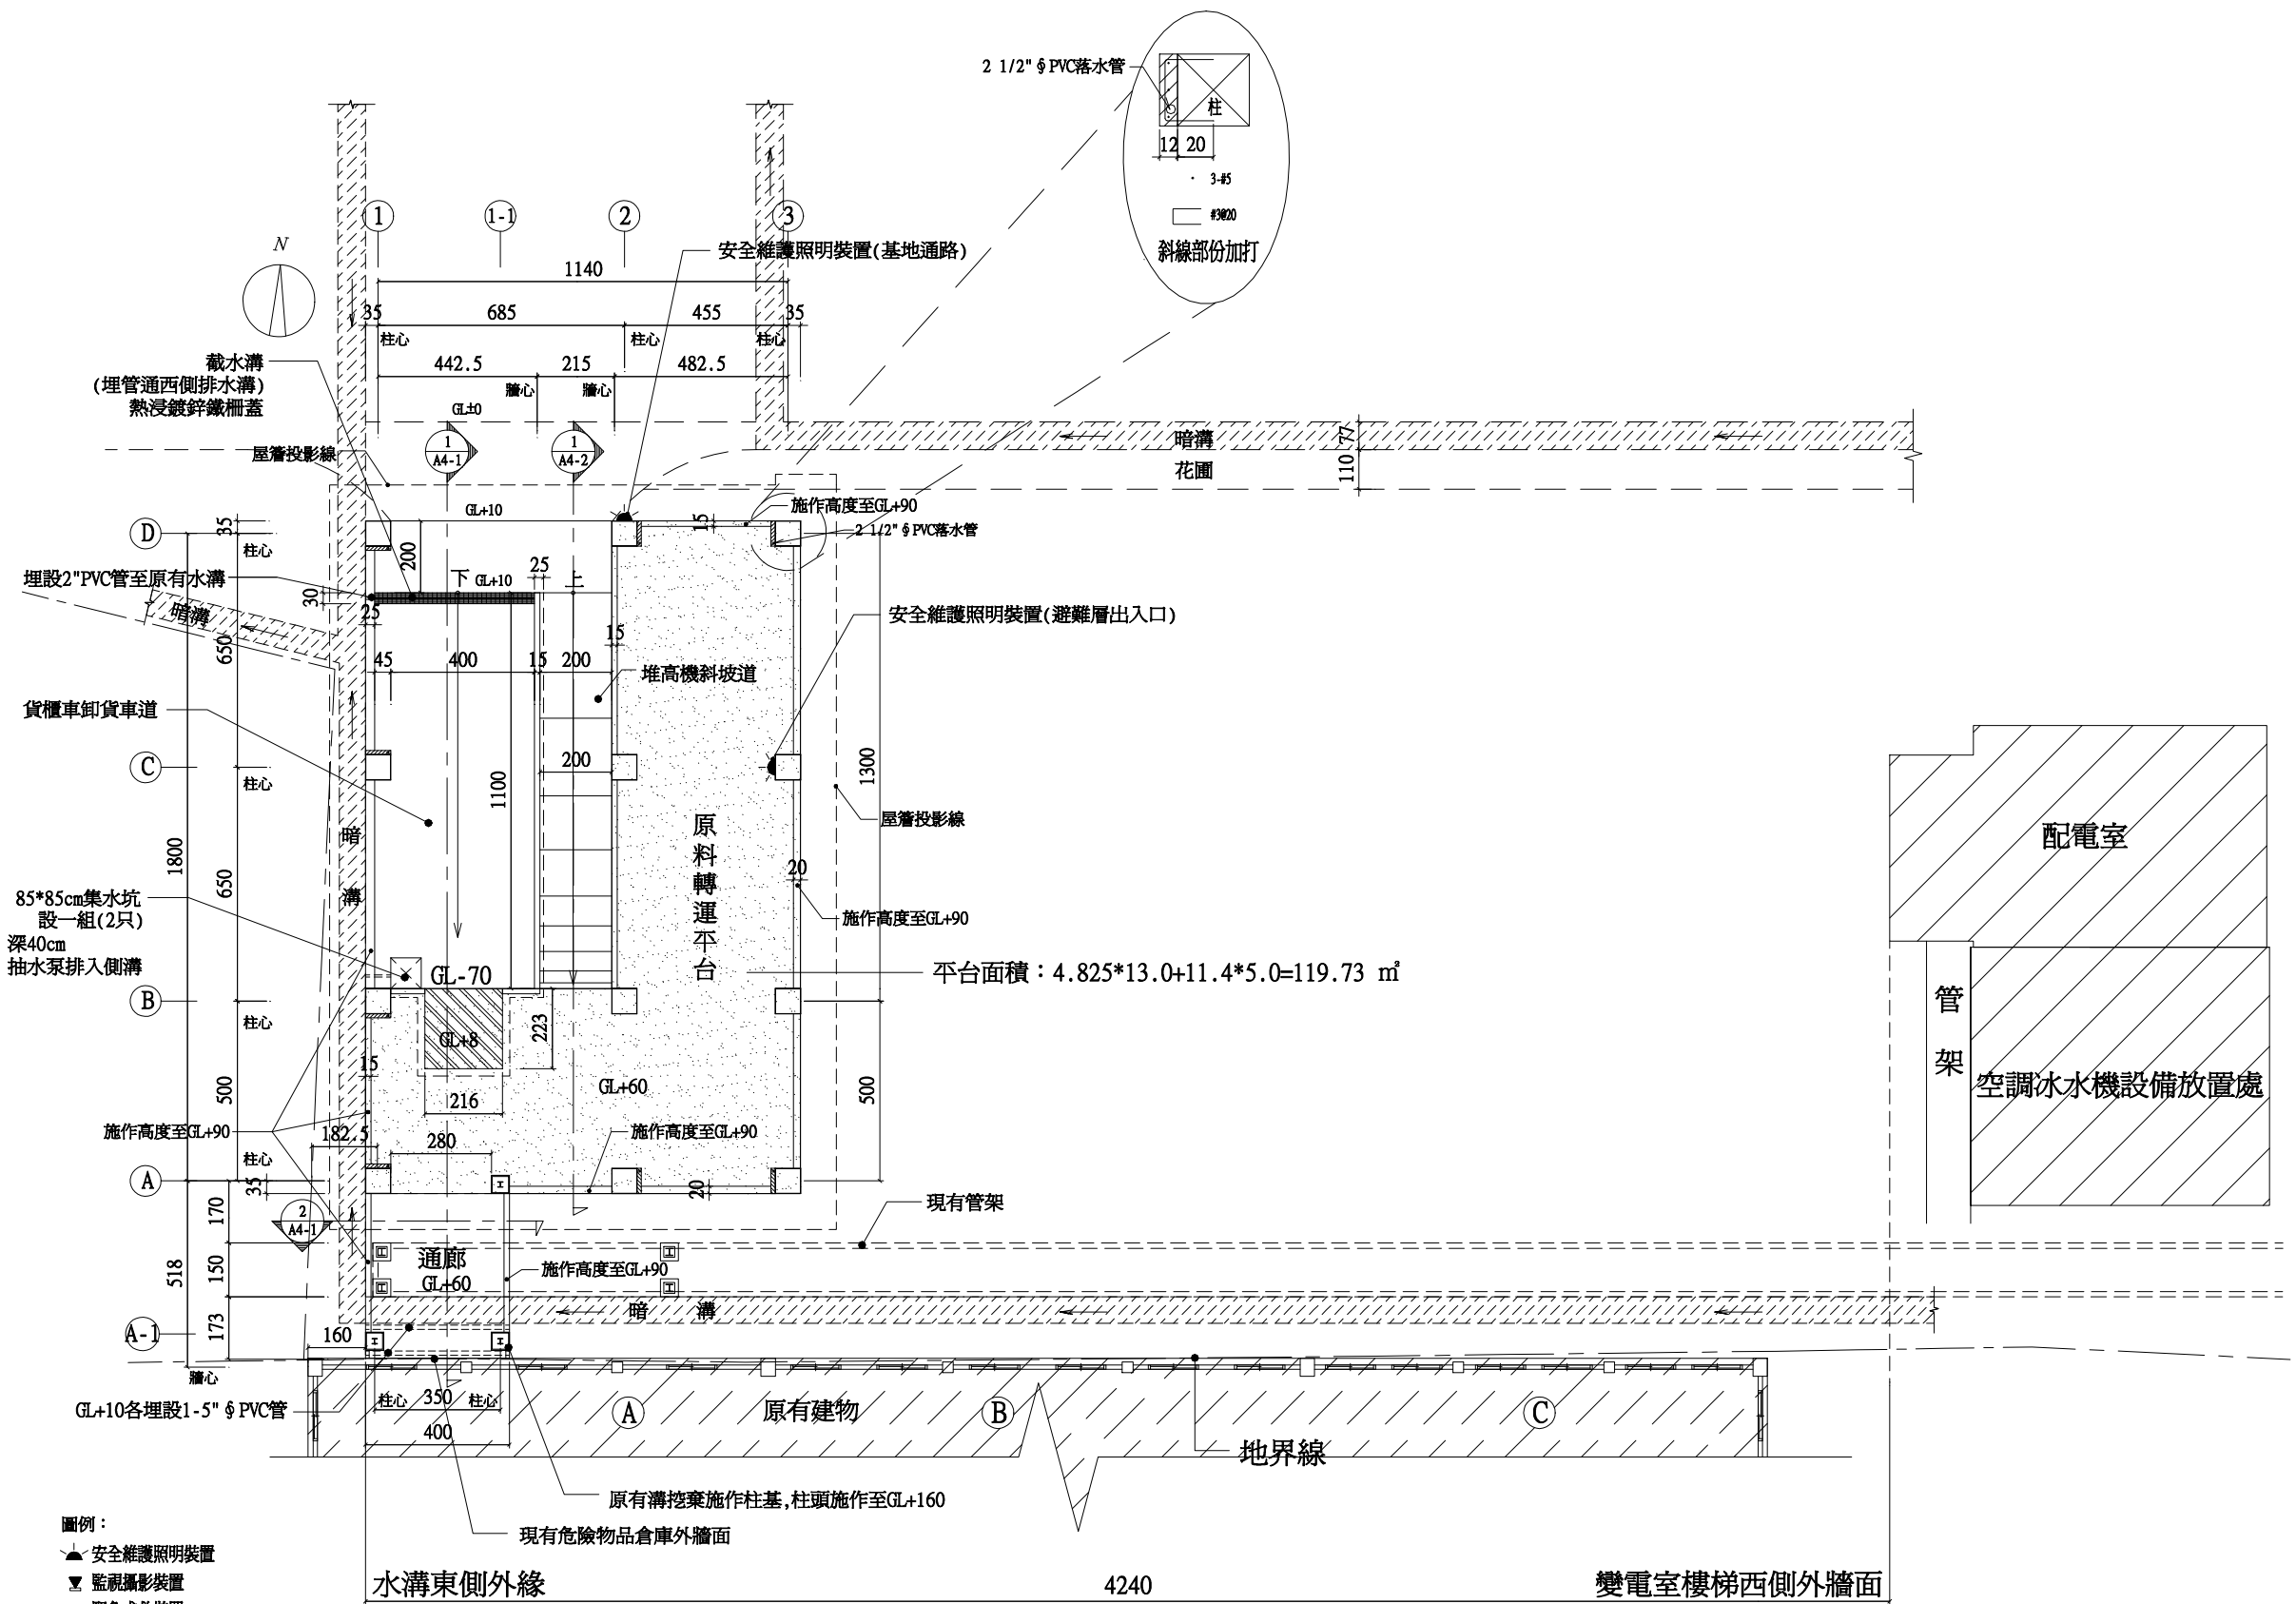 2 1/2"∮PVC落水管
柱
12
20
3-#5
#3@20
斜線部份加打
1
1-1
2
3
N
安全維護照明裝置(基地通路)
1140
35
685
455
35
柱心
柱心
柱心
442.5
215
482.5
牆心
牆心
截水溝
(埋管通西側排水溝)
熱浸鍍鋅鐵柵蓋
GL±0
1
A4-1
1
A4-2
屋簷投影線
暗溝
花圃
77
110
GL+10
施作高度至GL+90
15
2 1/2"∮PVC落水管
D
35
柱心
200
埋設2"PVC管至原有水溝
下
GL+10
25
上
30
25
暗溝
650
15
安全維護照明裝置(避難層出入口)
45
400
15
200
堆高機斜坡道
貨櫃車卸貨車道
C
柱心
200
1100
1300
屋簷投影線
暗溝
原料轉運平台
1800
650
20
施作高度至GL+90
85*85cm集水坑
設一組(2只)
深40cm
抽水泵排入側溝
GL-70
平台面積：4.825*13.0+11.4*5.0=119.73 ㎡
B
柱心
GL+8
223
15
216
GL+60
500
500
施作高度至GL+90
182.5
280
施作高度至GL+90
柱心
A
35
20
配電室
管架
空調冰水機設備放置處
現有管架
170
2
A4-1
通廊
GL+60
施作高度至GL+90
518
150
暗溝
173
A-1
160
牆心
GL+10各埋設1-5"∮PVC管
柱心
350
柱心
400
A
原有建物
B
C
地界線
原有溝挖棄施作柱基,柱頭施作至GL+160
現有危險物品倉庫外牆面
圖例：
安全維護照明裝置
監視攝影裝置
水溝東側外緣
4240
變電室樓梯西側外牆面